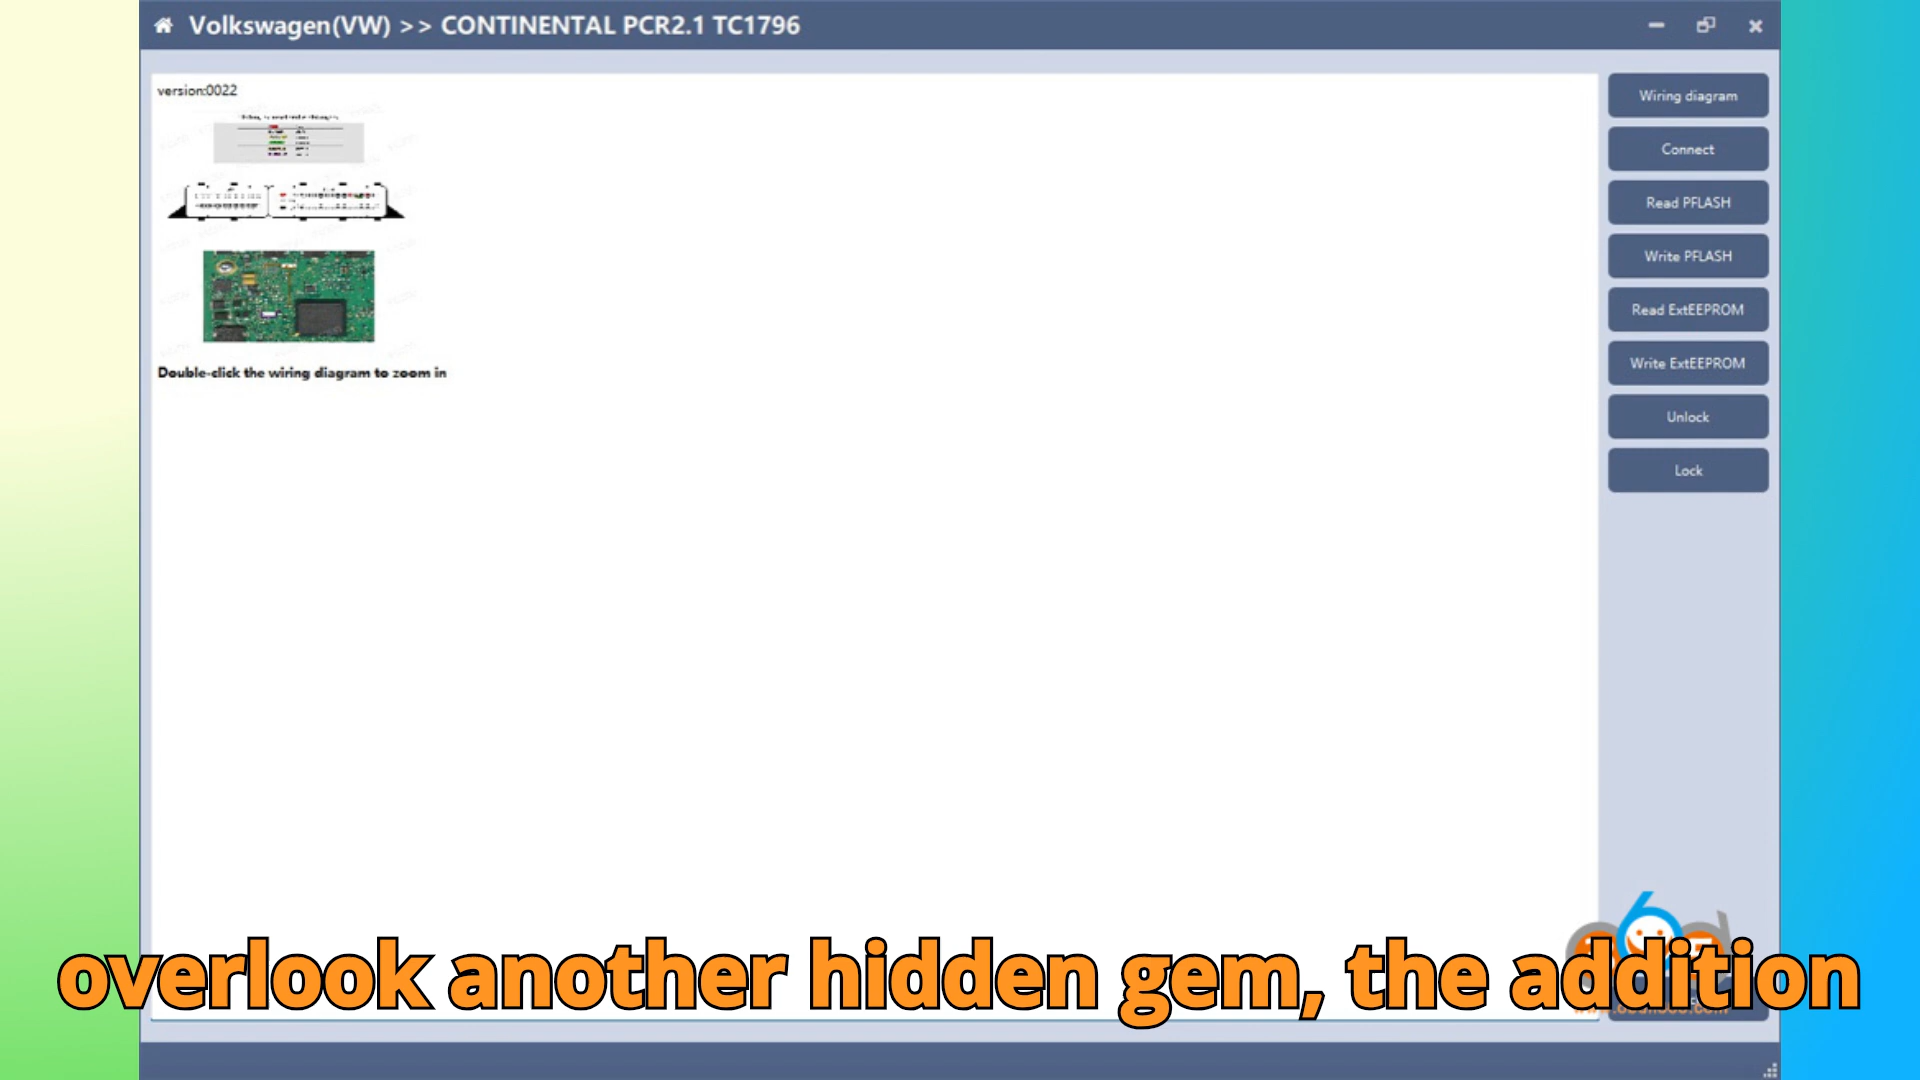 Volkswagen(VW) >> CONTINENTAL PCR2.1 TC1796
version:0022
Double-click the wiring diagram to zoom in
Wiring diagram
Connect
Read PFLASH
Write PFLASH
Read ExtEEPROM
Write ExtEEPROM
Unlock
Lock
overlook another hidden gem, the addition